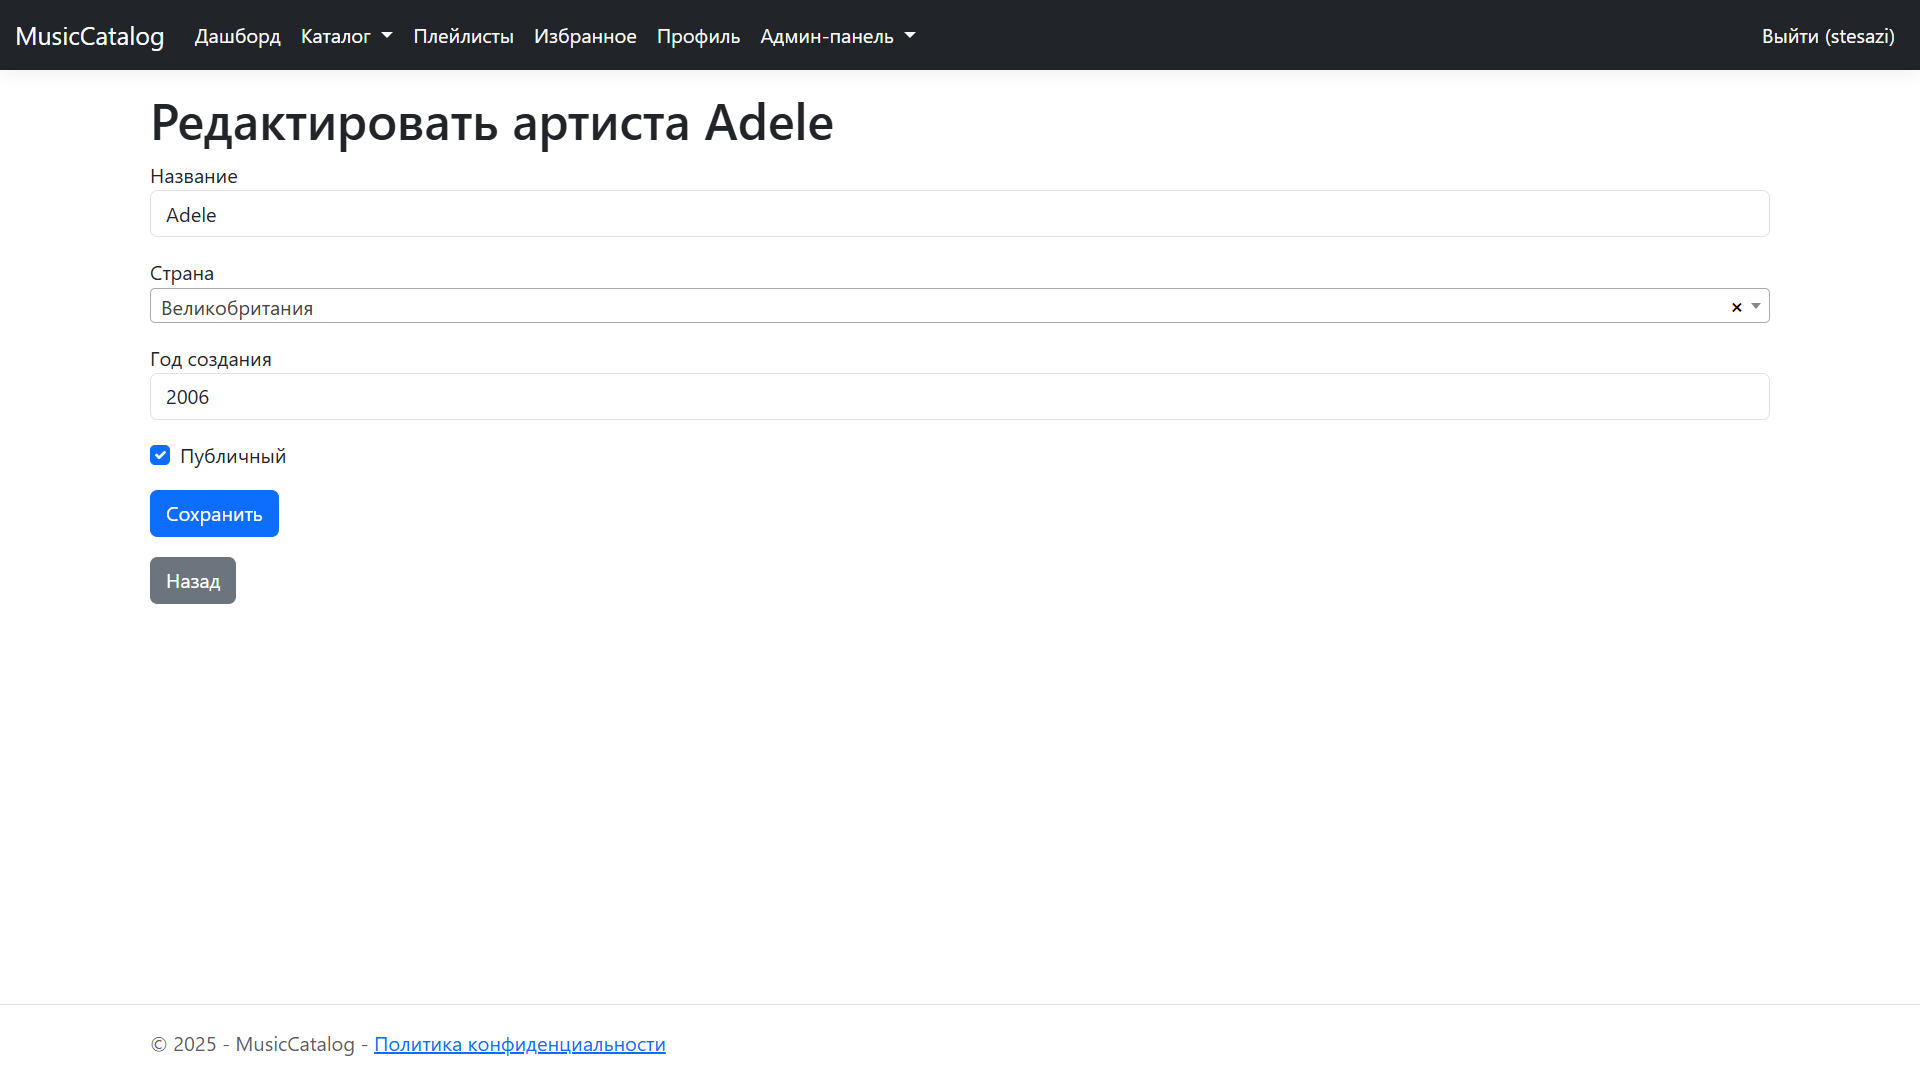 MusicCatalog Дашборд Каталог Плейлисты Избранное Профиль Админ-панель Выйти (stesazi)
Редактировать артиста Adele
Название
Adele
Страна
Великобритания ×
Год создания
2006
Публичный
Сохранить
Назад
© 2025 - MusicCatalog - Политика конфиденциальности